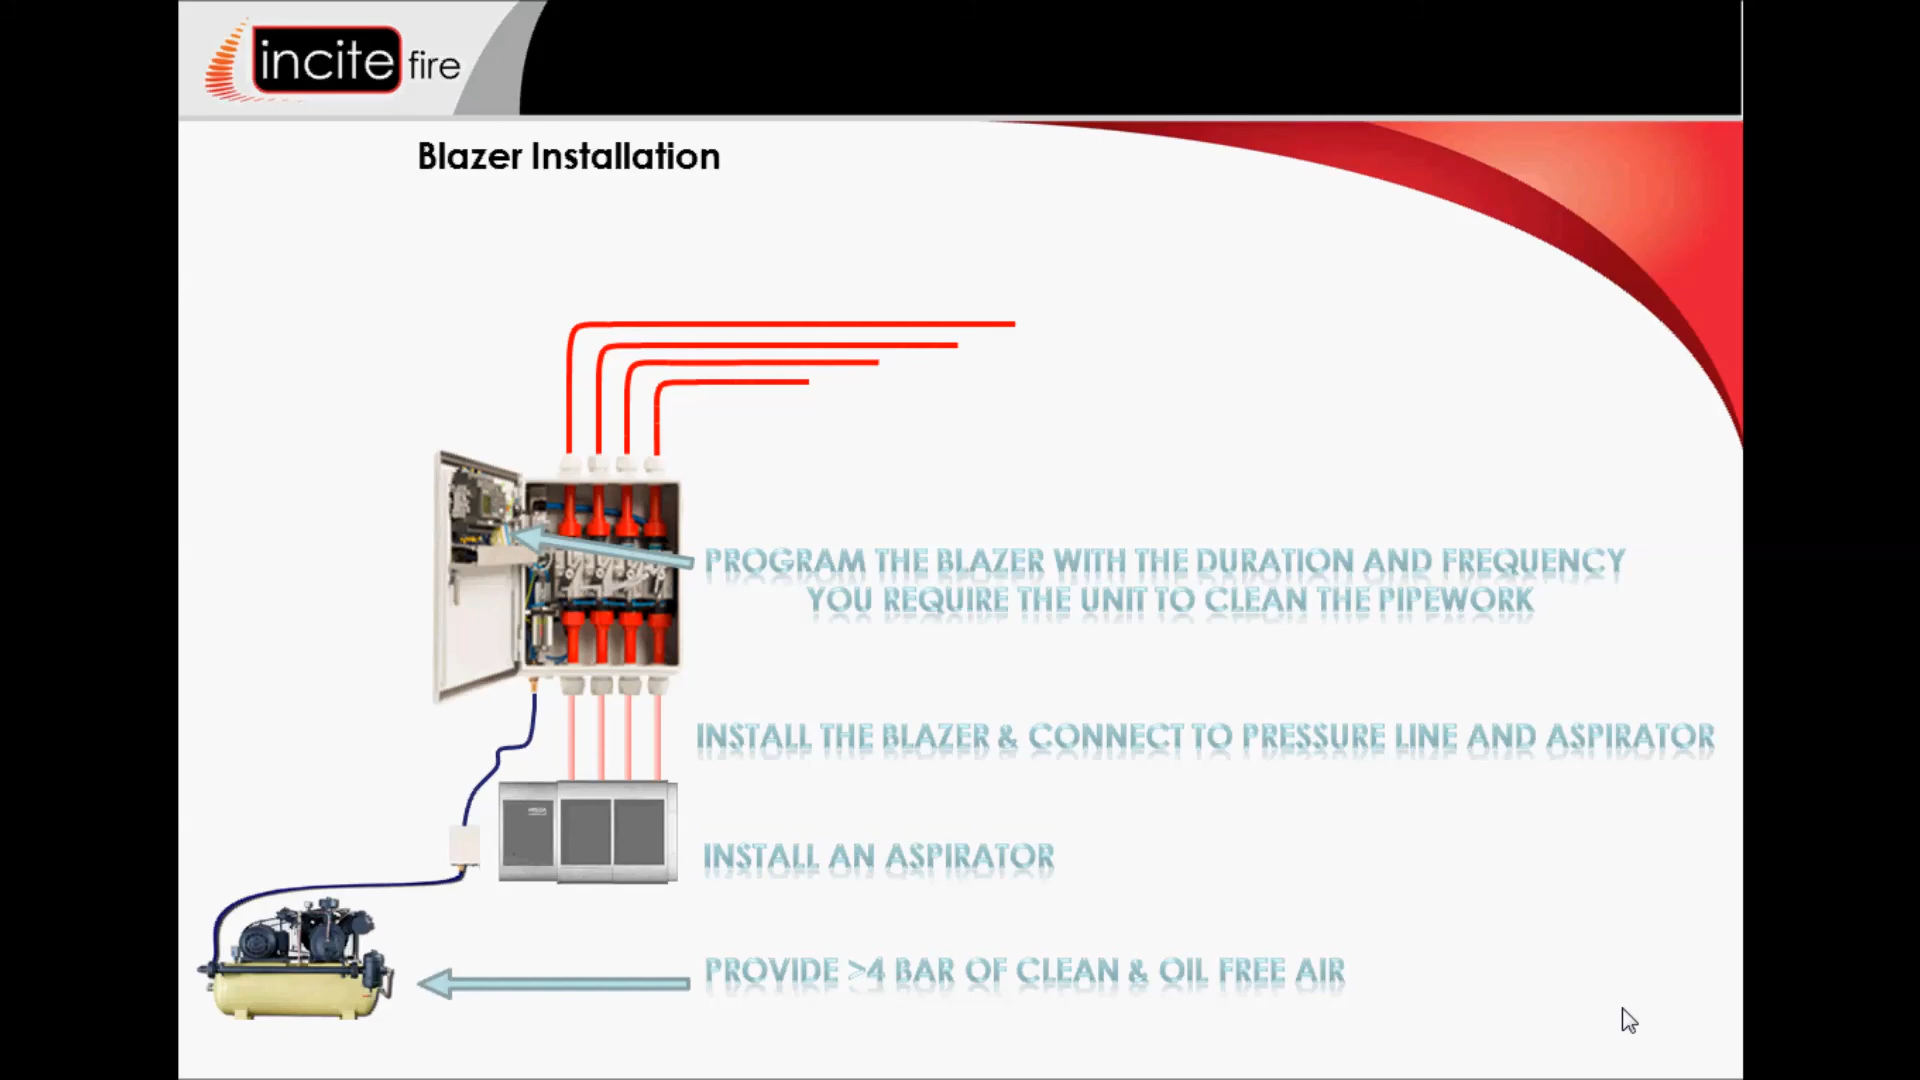 incite fire
Blazer Installation
PROGRAM THE BLAZER WITH THE DURATION AND FREQUENCY
YOU REQUIRE THE UNIT TO CLEAN THE PIPEWORK
INSTALL THE BLAZER & CONNECT TO PRESSURE LINE AND ASPIRATOR
INSTALL AN ASPIRATOR
PROVIDE >4 BAR OF CLEAN & OIL FREE AIR